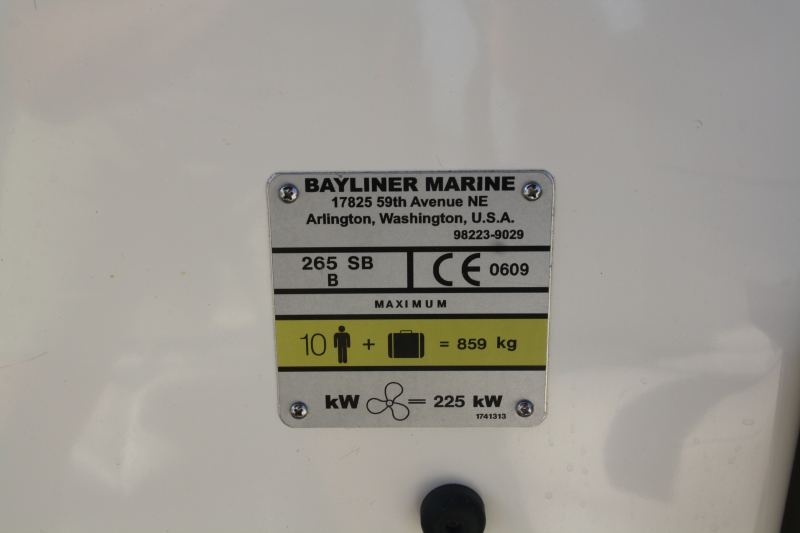 BAYLINER MARINE
17825 59th Avenue NE
Arlington, Washington, U.S.A.
98223-9029
265 SB
B
CE 0609
MAXIMUM
10 + = 859 kg
kW = 225 kW
1741313